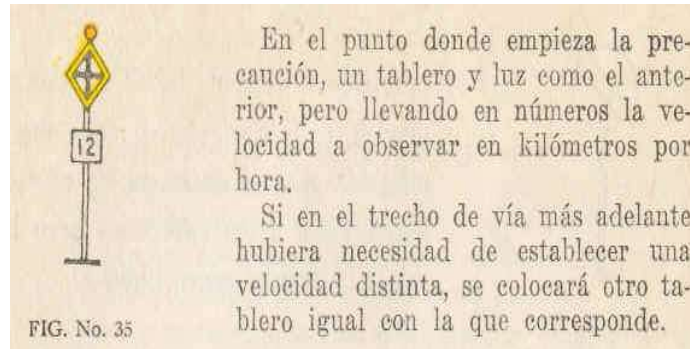 12
FIG. No. 35
En el punto donde empieza la pre-
caución, un tablero y luz como el ante-
rior, pero llevando en números la ve-
locidad a observar en kilómetros por
hora.
Si en el trecho de vía más adelante
hubiera necesidad de establecer una
velocidad distinta, se colocará otro ta-
blero igual con la que corresponde.